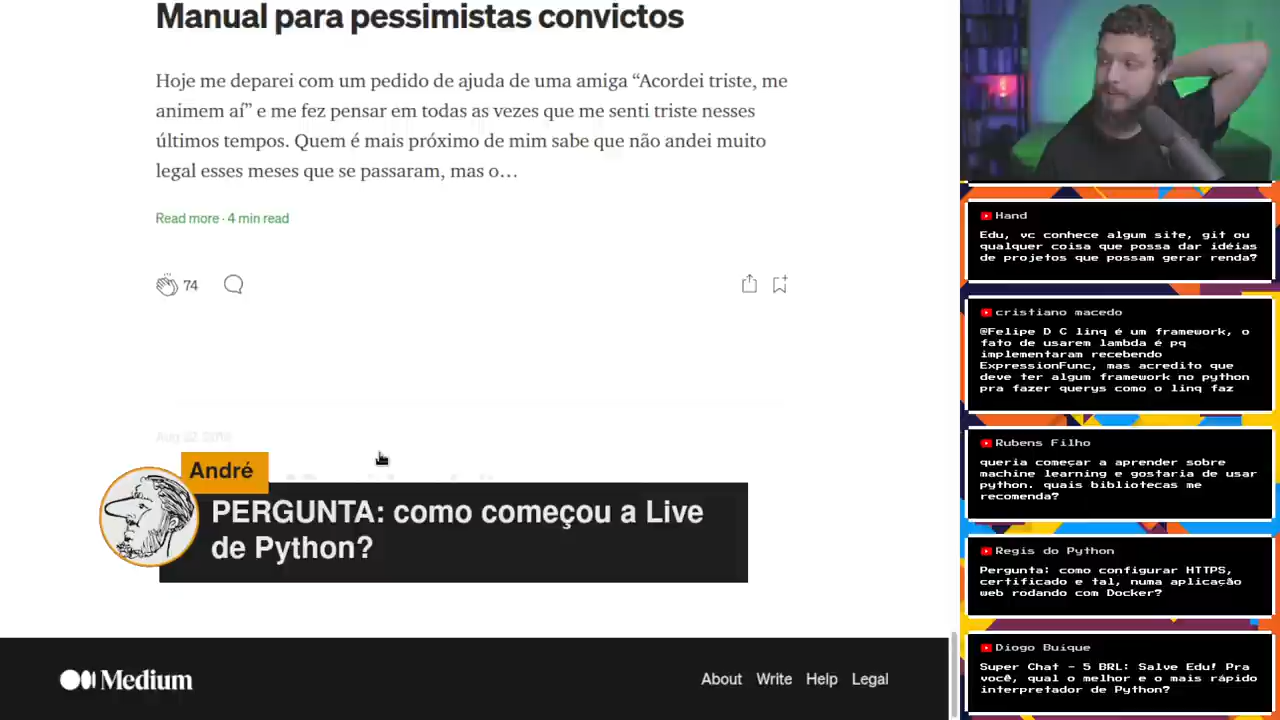 Manual para pessimistas convictos
Hoje me deparei com um pedido de ajuda de uma amiga “Acordei triste, me
animem aí” e me fez pensar em todas as vezes que me senti triste nesses
últimos tempos. Quem é mais próximo de mim sabe que não andei muito
legal esses meses que se passaram, mas o…
Read more · 4 min read
74
André
PERGUNTA: como começou a Live
de Python?
Medium
About Write Help Legal
Hand
Edu, vc conhece algum site, git ou
qualquer coisa que possa dar idéias
de projetos que possam gerar renda?
cristiano macedo
@Felipe D C linq é um framework, o
fato de usarem lambda é pq
implementaram recebendo
ExpressionFunc, mas acredito que
deve ter algum framework no python
pra fazer querys como o linq faz
Rubens Filho
queria começar a aprender sobre
machine learning e gostaria de usar
python. quais bibliotecas me
recomenda?
Regis do Python
Pergunta: como configurar HTTPS,
certificado e tal, numa aplicação
web rodando com Docker?
Diogo Buique
Super Chat - 5 BRL: Salve Edu! Pra
você, qual o melhor e o mais rápido
interpretador de Python?